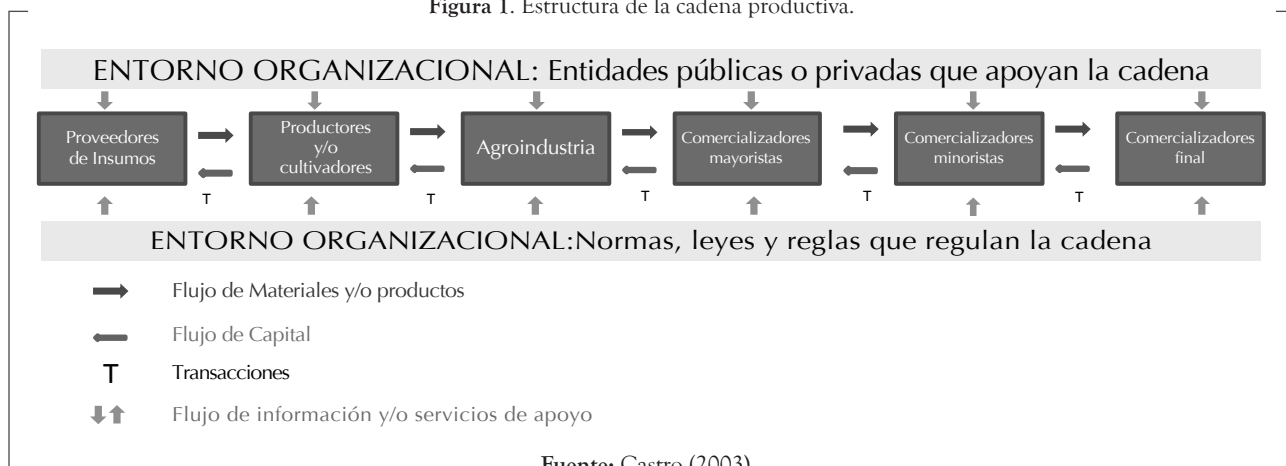 Figura 1. Estructura de la cadena productiva.
ENTORNO ORGANIZACIONAL: Entidades públicas o privadas que apoyan la cadena
Proveedores
de Insumos
Productores
y/o
cultivadores
Agroindustria
Comercializadores
mayoristas
Comercializadores
minoristas
Comercializadores
final
T
T
T
T
T
ENTORNO ORGANIZACIONAL:Normas, leyes y reglas que regulan la cadena
Flujo de Materiales y/o productos
Flujo de Capital
T Transacciones
Flujo de información y/o servicios de apoyo
Fuente: Castro (2003)